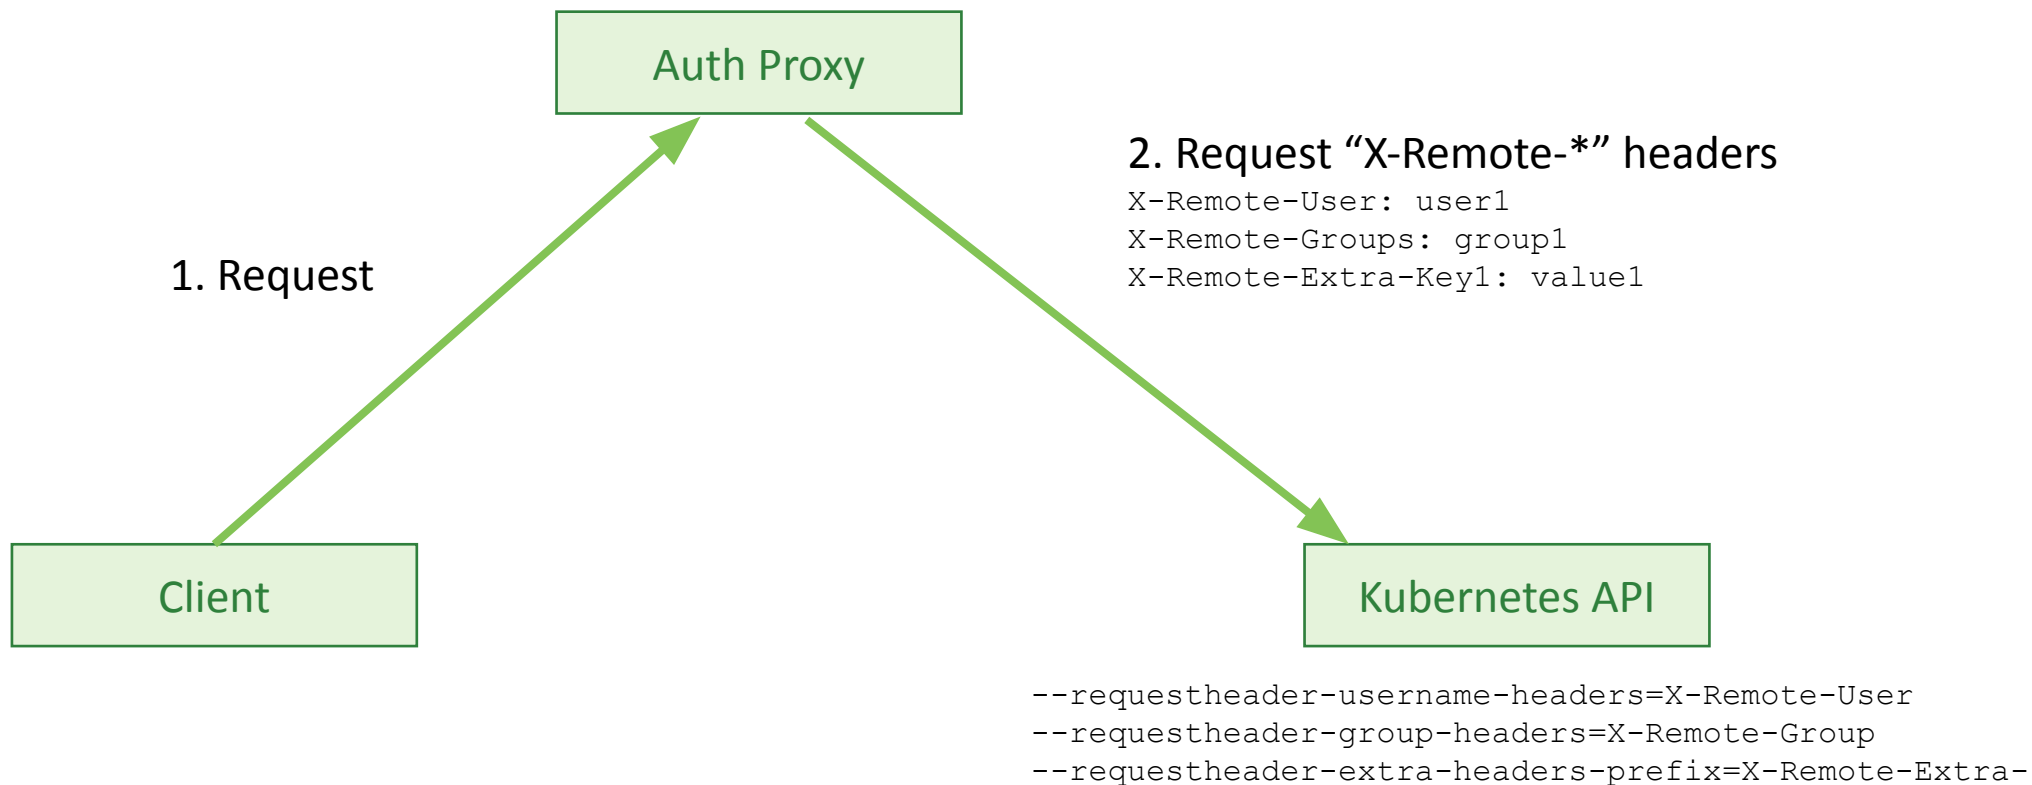 Auth Proxy
2. Request “X-Remote-*” headers
X-Remote-User: user1
X-Remote-Groups: group1
X-Remote-Extra-Key1: value1
1. Request
Client
Kubernetes API
--requestheader-username-headers=X-Remote-User
--requestheader-group-headers=X-Remote-Group
--requestheader-extra-headers-prefix=X-Remote-Extra-